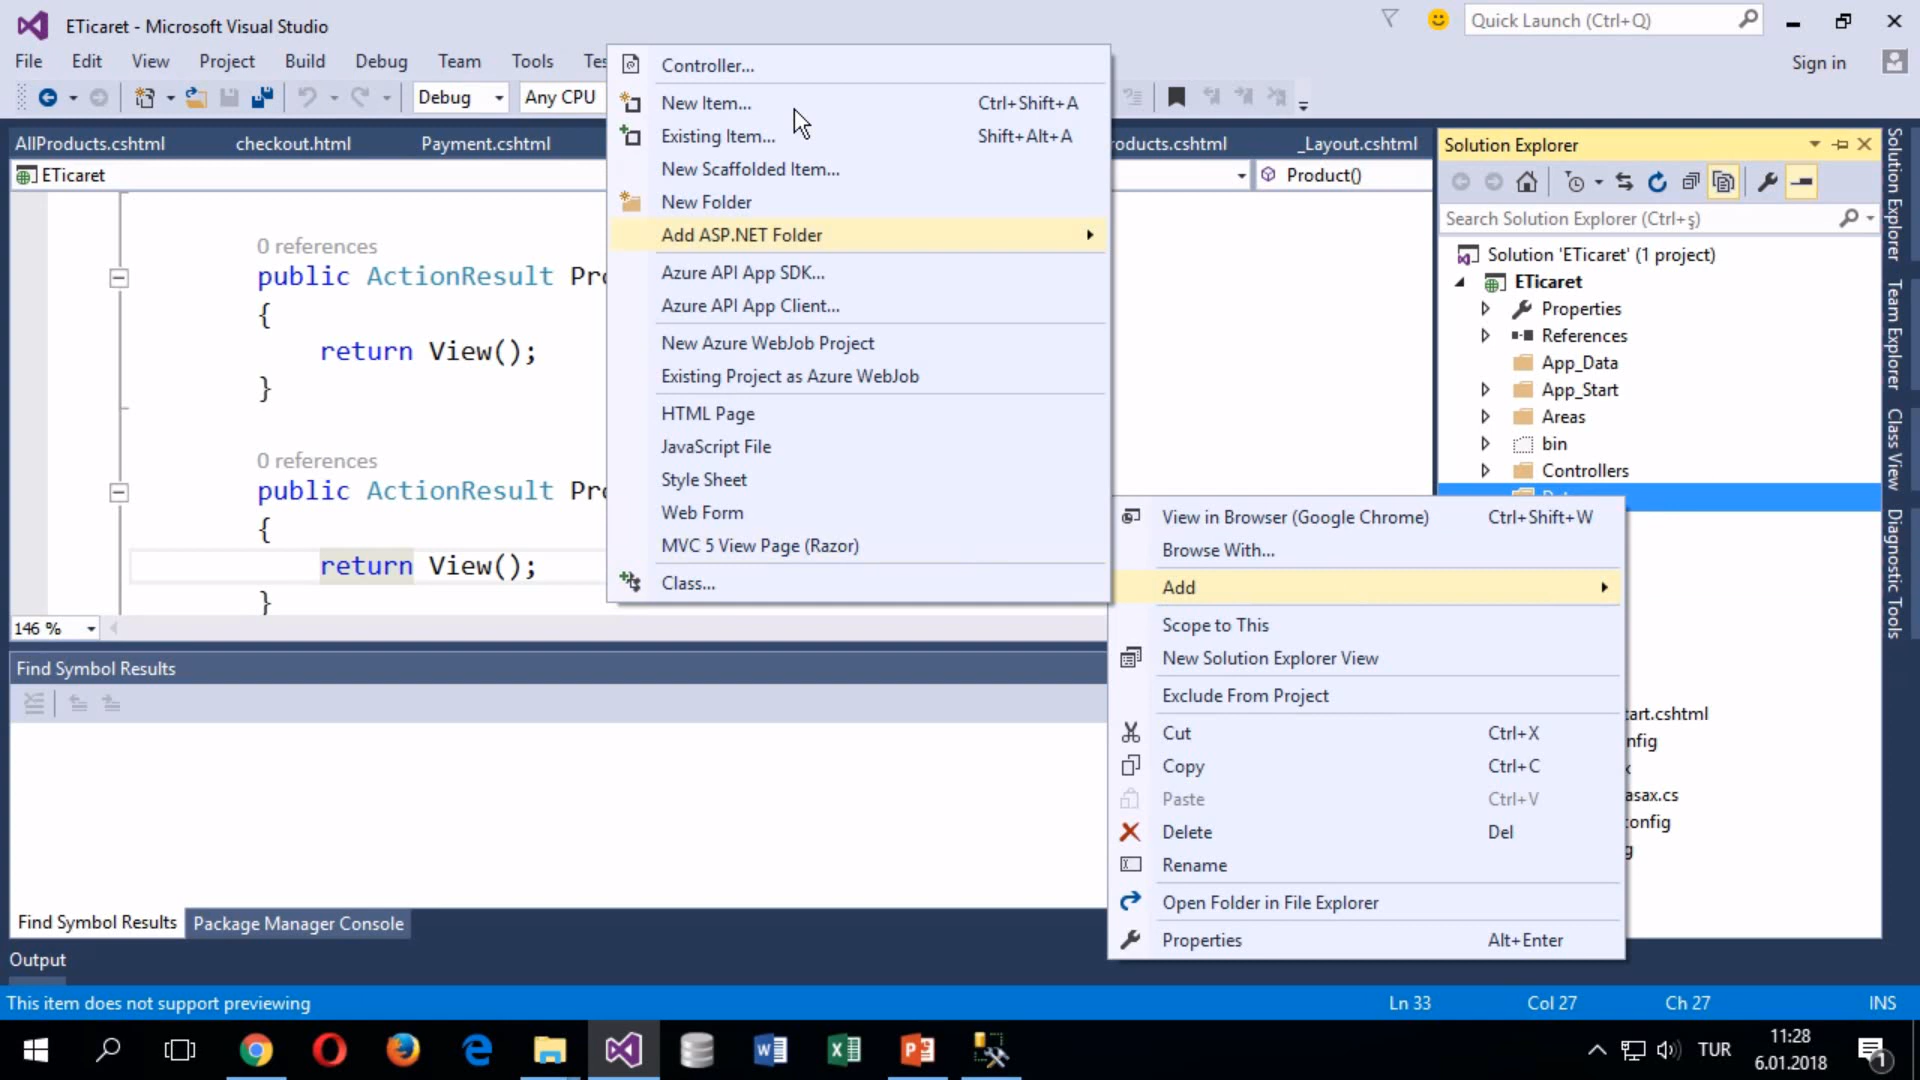 ETicaret - Microsoft Visual Studio
Quick Launch (Ctrl+Q)
File Edit View Project Build Debug Team Tools
Sign in
Debug
Any CPU
AllProducts.cshtml
checkout.html
Payment.cshtml
_Layout.cshtml
ETicaret
Product()
0 references
public ActionResult
{
return View();
}
0 references
public ActionResult
{
return View();
}
146 %
Controller...
New Item... Ctrl+Shift+A
Existing Item... Shift+Alt+A
New Scaffolded Item...
New Folder
Add ASP.NET Folder
Azure API App SDK...
Azure API App Client...
New Azure WebJob Project
Existing Project as Azure WebJob
HTML Page
JavaScript File
Style Sheet
Web Form
MVC 5 View Page (Razor)
Class...
View in Browser (Google Chrome) Ctrl+Shift+W
Browse With...
Add
Scope to This
New Solution Explorer View
Exclude From Project
Cut Ctrl+X
Copy Ctrl+C
Paste Ctrl+V
Delete Del
Rename
Open Folder in File Explorer
Properties Alt+Enter
Solution Explorer
Search Solution Explorer (Ctrl+ş)
Solution 'ETicaret' (1 project)
ETicaret
Properties
References
App_Data
App_Start
Areas
bin
Controllers
tart.cshtml
nfig
x
asax.cs
config
g
Solution Explorer
Team Explorer
Class View
Diagnostic Tools
Find Symbol Results
Find Symbol Results
Package Manager Console
Output
This item does not support previewing
Ln 33
Col 27
Ch 27
INS
TUR
11:28
6.01.2018
1